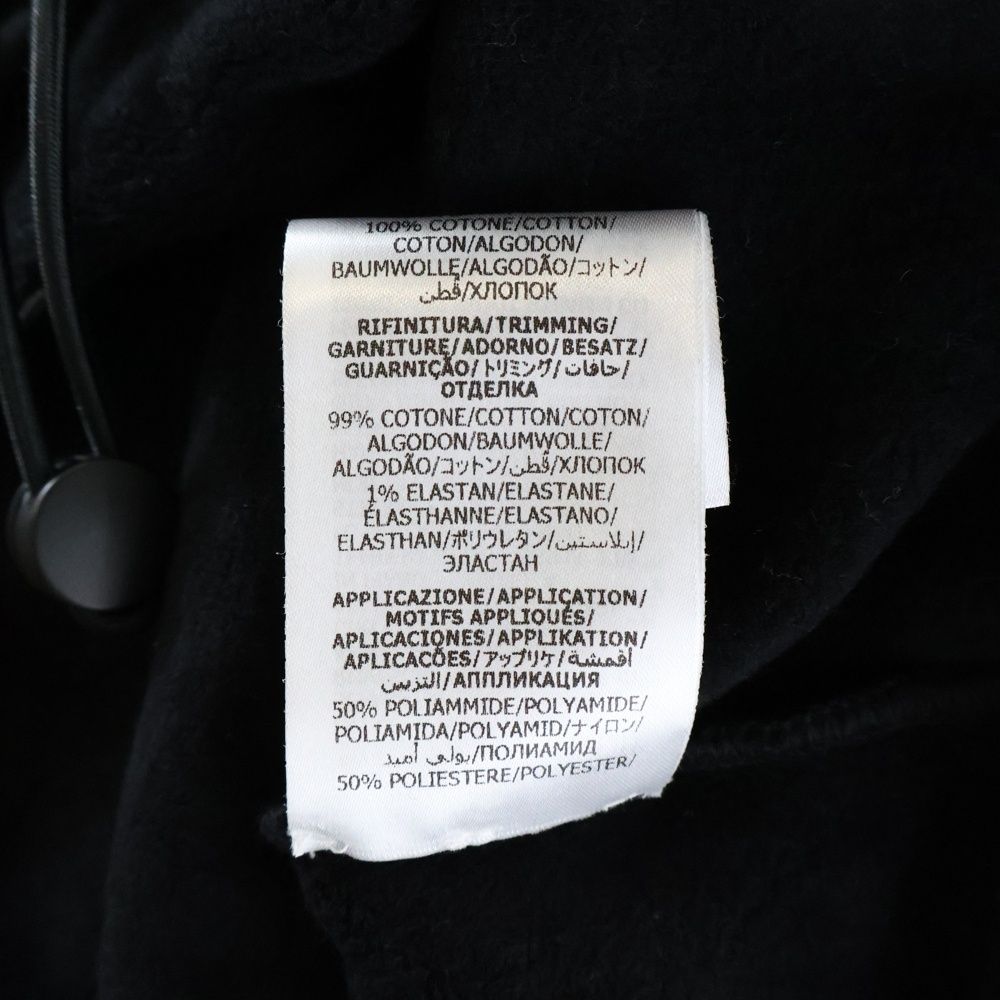 100% COTONE/COTTON/
COTON/ALGODON/
BAUMWOLLE/ALGODÃO/コットン/
قُطن/ХЛОПОК
RIFINITURA/TRIMMING/
GARNITURE/ADORNO/BESATZ/
GUARNIÇÃO/トリミング/حافات/
ОТДЕЛКА
99% COTONE/COTTON/COTON/
ALGODON/BAUMWOLLE/
ALGODÃO/コットン/قُطن/ХЛОПОК
1% ELASTAN/ELASTANE/
ÉLASTHANNE/ELASTANO/
ELASTHAN/ポリウレタン/إيلاستين/
ЭЛАСТАН
APPLICAZIONE/APPLICATION/
MOTIFS APPLIQUÉS/
APLICACIONES/APPLIKATION/
APLICACÕES/アップリケ/أقمشة
التزيين/АППЛИКАЦИЯ
50% POLIAMMIDE/POLYAMIDE/
POLIAMIDA/POLYAMID/ナイロン/
بولي أميد/ПОЛИАМИД
50% POLIESTERE/POLYESTER/